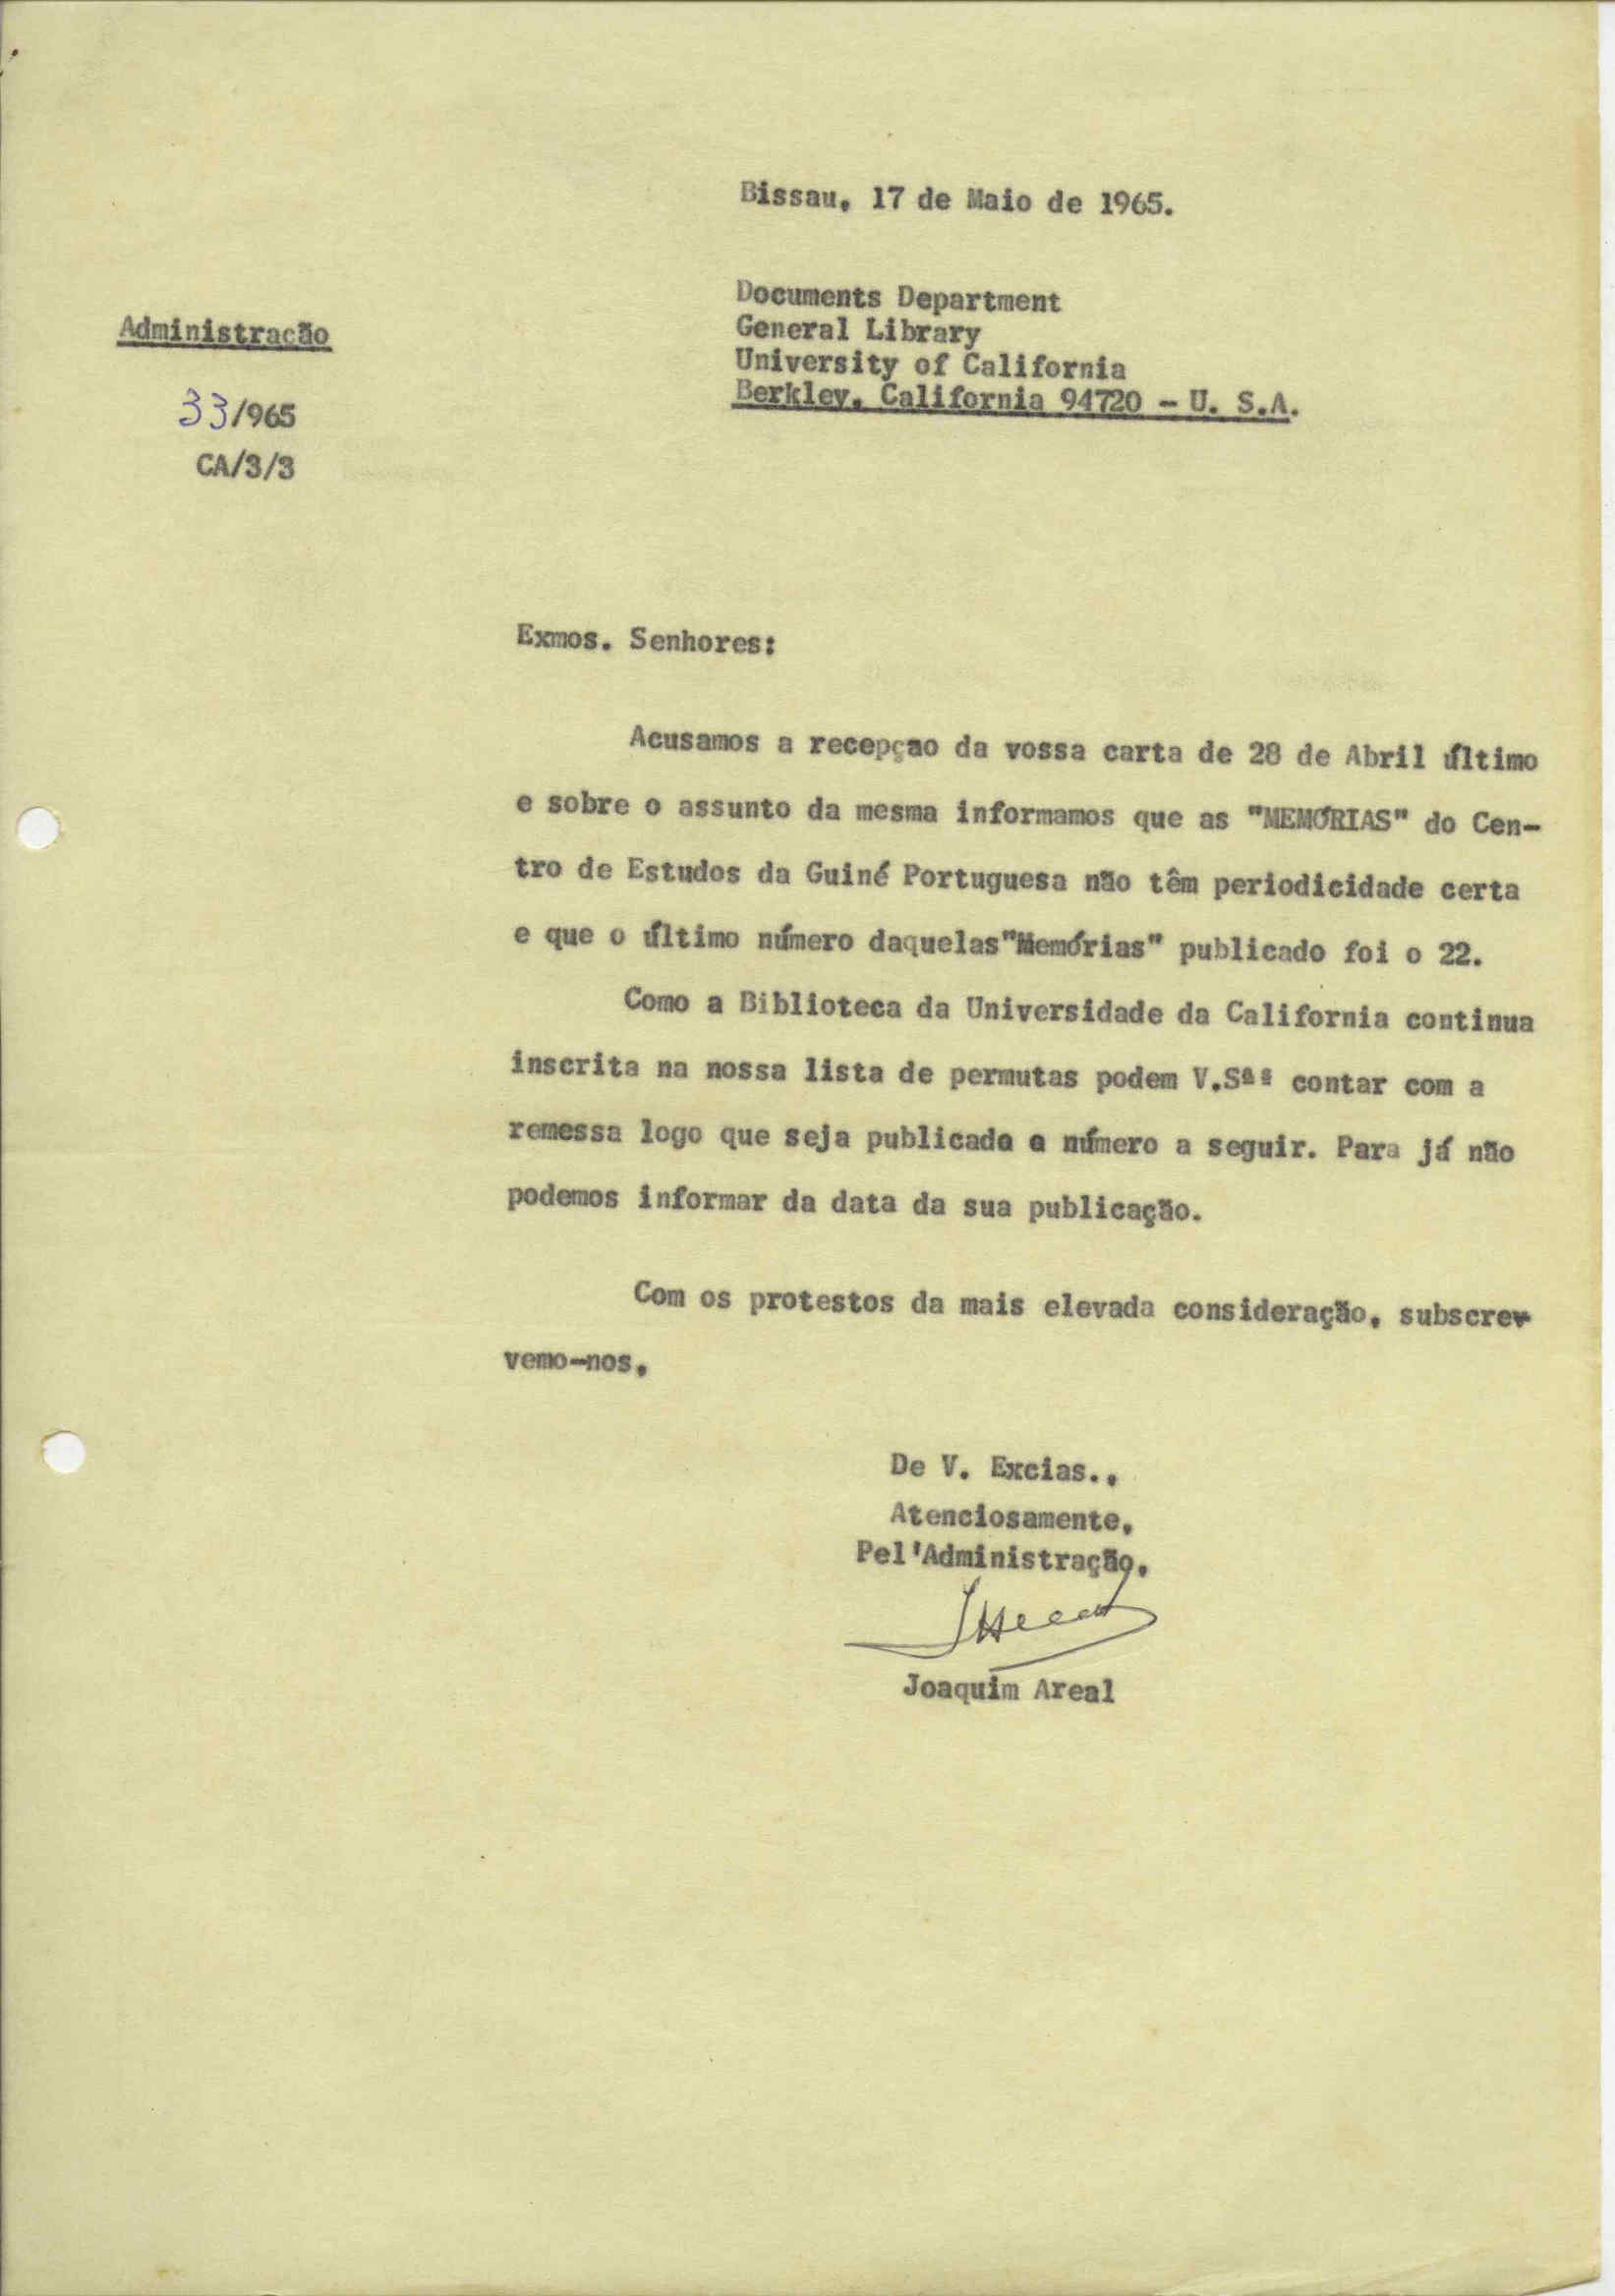 Bissau, 17 de Maio de 1965.
Documents Department
General Library
University of California
Berkley, California 94720 - U. S.A.
Administração
33/965
CA/3/3
Exmos. Senhores:
Acusamos a recepçao da vossa carta de 28 de Abril último
e sobre o assunto da mesma informamos que as "MEMÓRIAS" do Cen-
tro de Estudos da Guiné Portuguesa não têm periodicidade certa
e que o último número daquelas"Memórias" publicado foi o 22.
Como a Biblioteca da Universidade da California continua
inscrita na nossa lista de permutas podem V.Sªª contar com a
remessa logo que seja publicado o número a seguir. Para já não
podemos informar da data da sua publicação.
Com os protestos da mais elevada consideração, subscrev
vemo-nos,
De V. Excias.,
Atenciosamente,
Pel'Administração,
Joaquim Areal